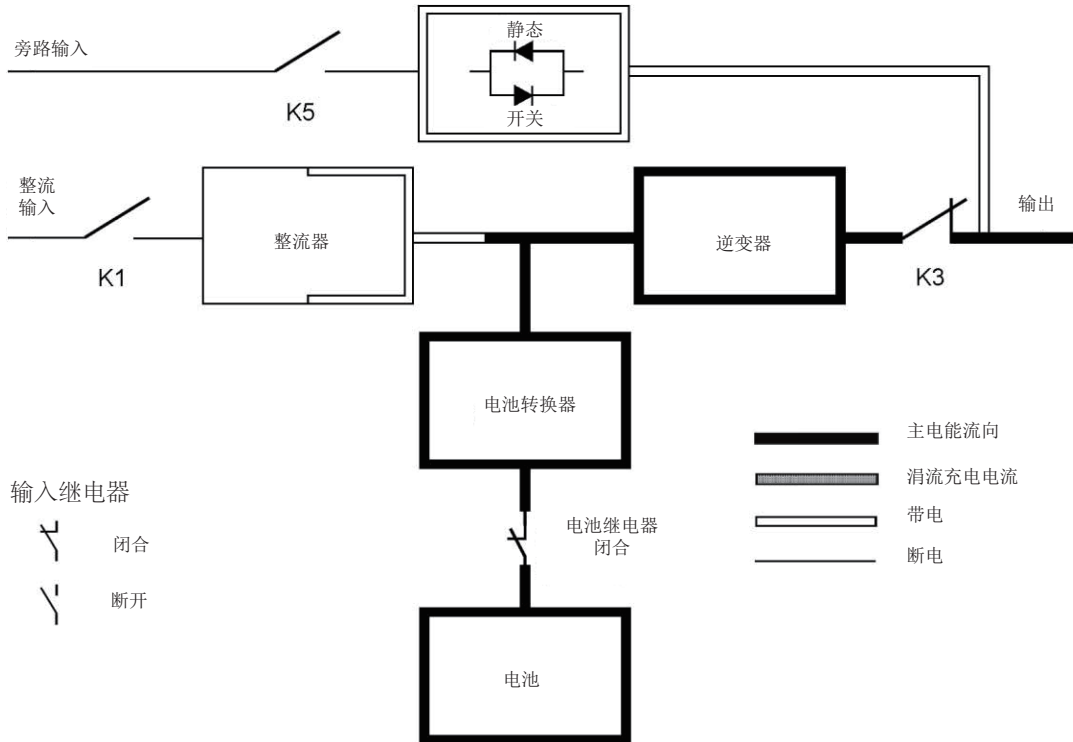 旁路输入
静态
K5
开关
整流
输入
输出
整流器
逆变器
K1
K3
电池转换器
主电能流向
输入继电器
涓流充电电流
电池继电器
闭合
带电
闭合
断电
断开
电池